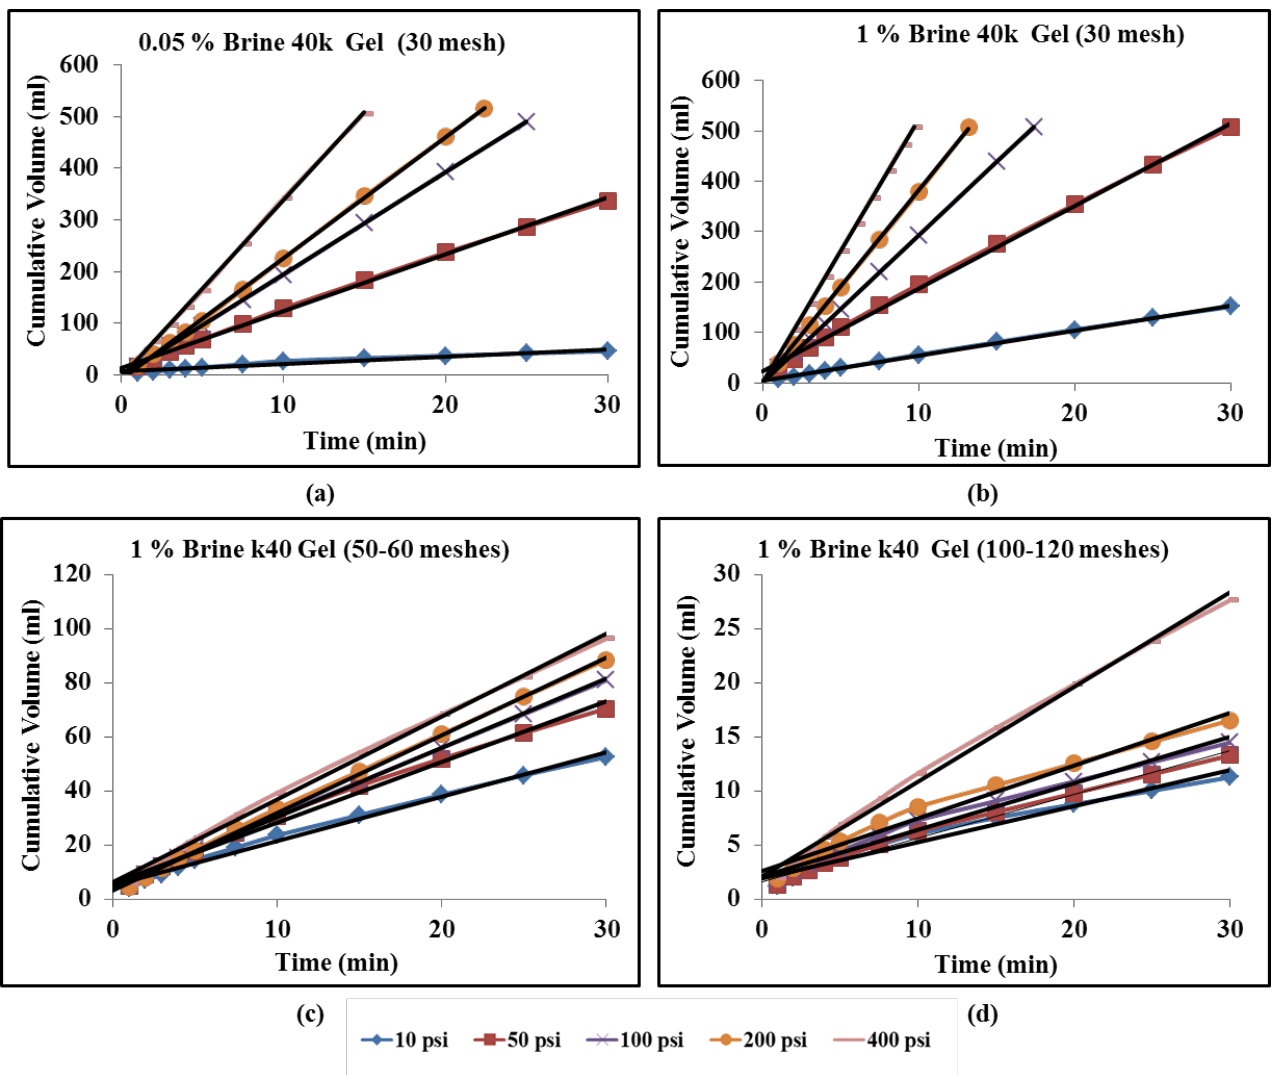 0.05 % Brine 40k Gel (30 mesh)
Cumulative Volume (ml)
600
500
400
300
200
100
0
0 10 20 30
Time (min)
(a)
1 % Brine 40k Gel (30 mesh)
Cumulative Volume (ml)
600
500
400
300
200
100
0
0 10 20 30
Time (min)
(b)
1 % Brine k40 Gel (50-60 meshes)
Cumulative Volume (ml)
120
100
80
60
40
20
0
0 10 20 30
Time (min)
(c)
1 % Brine k40 Gel (100-120 meshes)
Cumulative Volume (ml)
30
25
20
15
10
5
0
0 10 20 30
Time (min)
(d)
10 psi 50 psi 100 psi 200 psi 400 psi